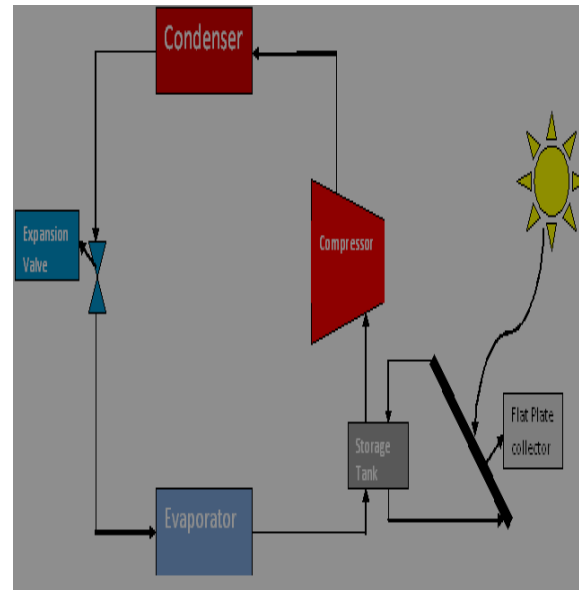 Condenser
Expansion
Valve
Compressor
Flat Plate
collector
Storage
Tank
Evaporator